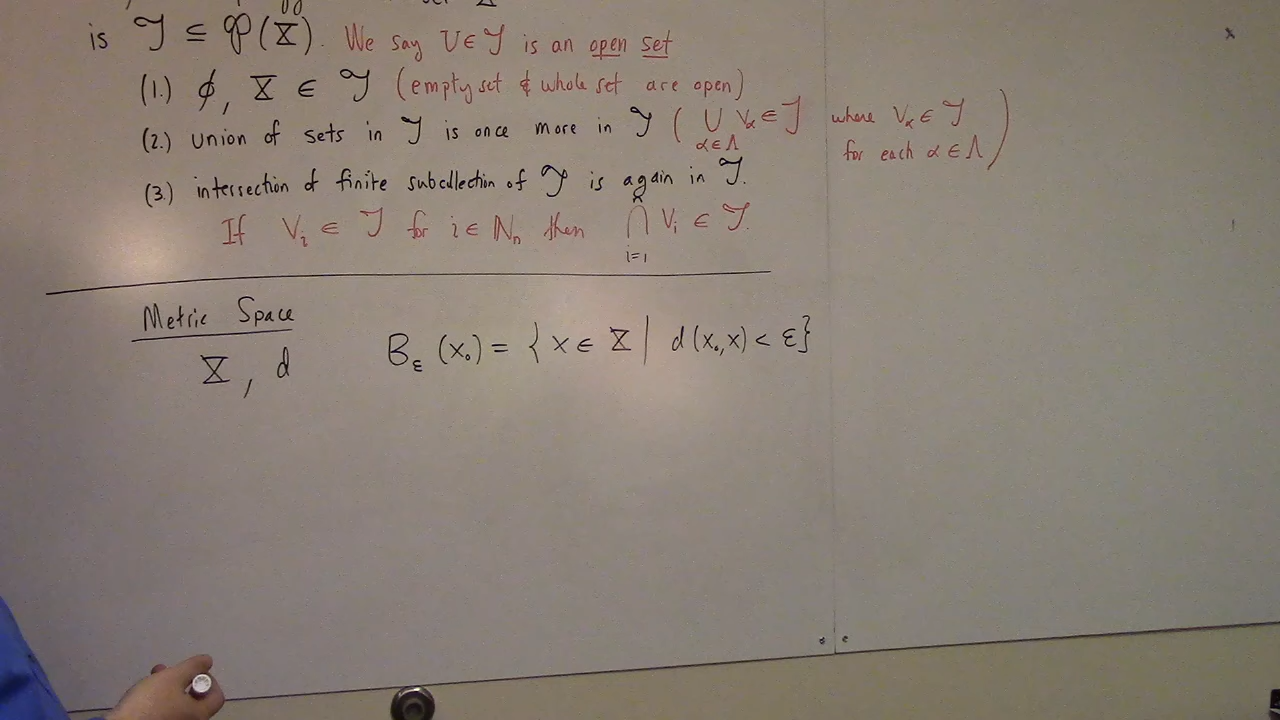 is 𝒯 ⊆ 𝒫(X). We say U ∈ 𝒯 is an open set
(1.) ∅, X ∈ 𝒯 (empty set & whole set are open)
(2.) union of sets in 𝒯 is once more in 𝒯 ( ∪_{α∈Λ} V_α ∈ 𝒯 where V_α ∈ 𝒯 for each α ∈ Λ )
(3.) intersection of finite subcollection of 𝒯 is again in 𝒯.
If V_i ∈ 𝒯 for i ∈ ℕ_n then ∩_{i=1}^{n} V_i ∈ 𝒯.
Metric Space
X, d B_ε(x₀) = { x ∈ X | d(x₀,x) < ε }